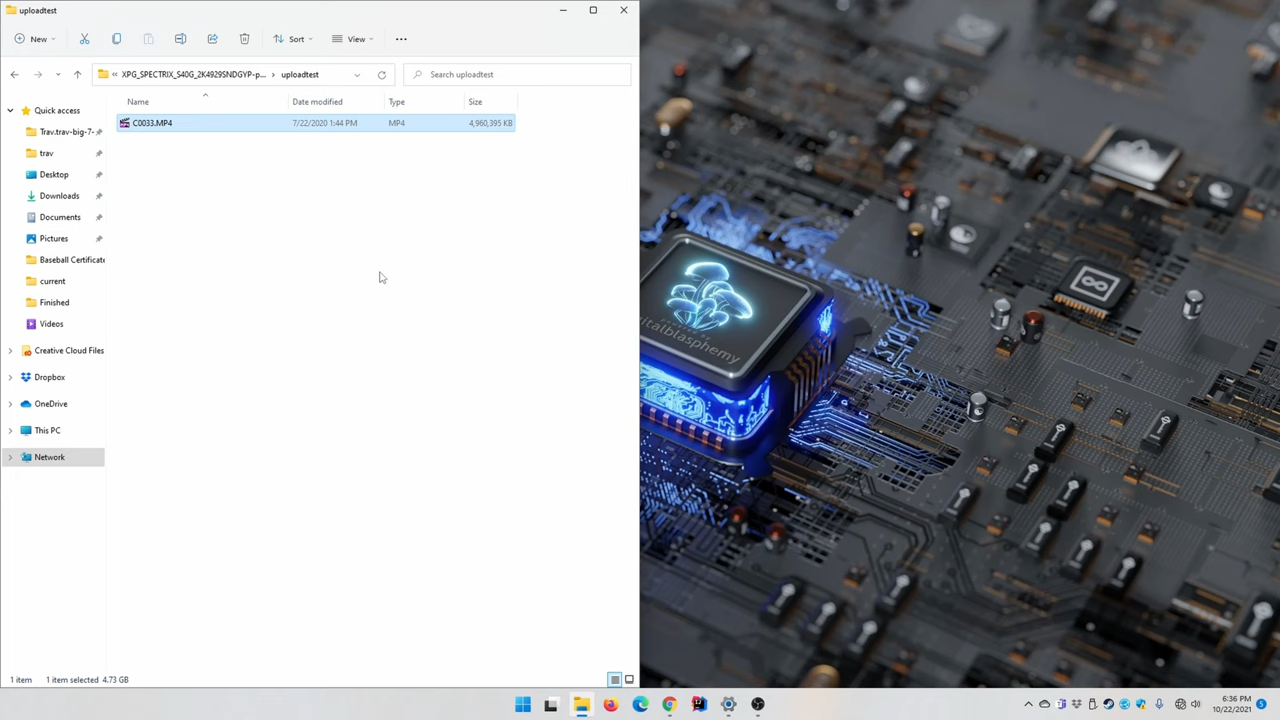 uploadtest
New
Sort
View
XPG_SPECTRIX_S40G_2K4929SNDGYP-p... › uploadtest
Search uploadtest
Name
Date modified
Type
Size
C0033.MP4
7/22/2020 1:44 PM
MP4
4,960,395 KB
Quick access
Trav.trav-big-7-
trav
Desktop
Downloads
Documents
Pictures
Baseball Certificate
current
Finished
Videos
Creative Cloud Files
Dropbox
OneDrive
This PC
Network
italblasphemy
1 item
1 item selected 4.73 GB
6:36 PM
10/22/2021
5